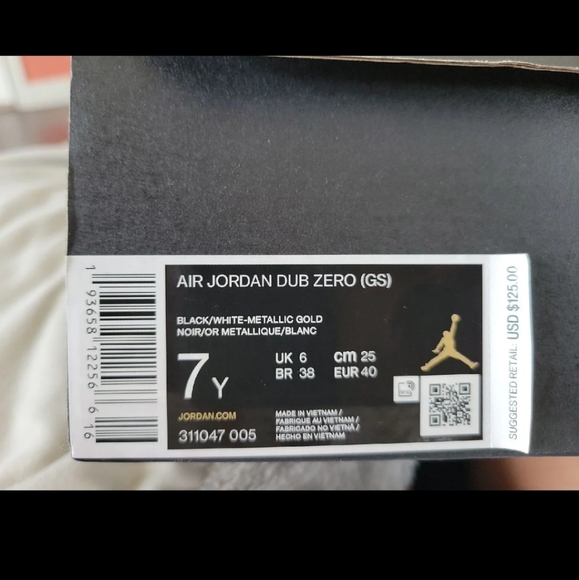 AIR JORDAN DUB ZERO (GS)
BLACK/WHITE-METALLIC GOLD
NOIR/OR METALLIQUE/BLANC
7Y
UK 6 cm 25
BR 38 EUR 40
JORDAN.COM
311047 005
MADE IN VIETNAM /
FABRIQUÉ AU VIETNAM /
FABRICADO NO VIETNÃ /
HECHO EN VIETNAM
1 93658 12256 6 16
SUGGESTED RETAIL USD $125.00